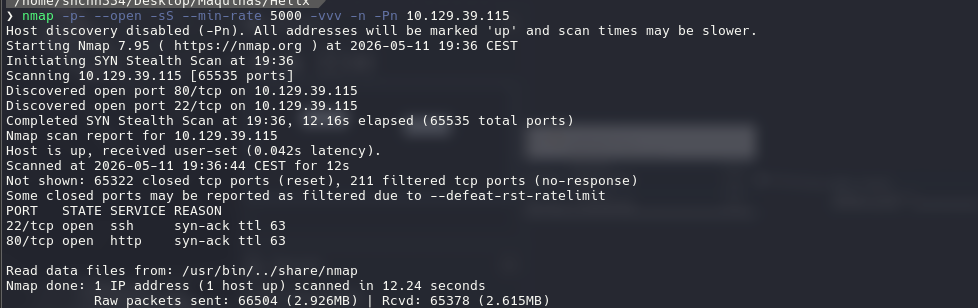 /home/shchn334/Desktop/Maquinas/Helix
❯ nmap -p- --open -sS --min-rate 5000 -vvv -n -Pn 10.129.39.115
Host discovery disabled (-Pn). All addresses will be marked 'up' and scan times may be slower.
Starting Nmap 7.95 ( https://nmap.org ) at 2026-05-11 19:36 CEST
Initiating SYN Stealth Scan at 19:36
Scanning 10.129.39.115 [65535 ports]
Discovered open port 80/tcp on 10.129.39.115
Discovered open port 22/tcp on 10.129.39.115
Completed SYN Stealth Scan at 19:36, 12.16s elapsed (65535 total ports)
Nmap scan report for 10.129.39.115
Host is up, received user-set (0.042s latency).
Scanned at 2026-05-11 19:36:44 CEST for 12s
Not shown: 65322 closed tcp ports (reset), 211 filtered tcp ports (no-response)
Some closed ports may be reported as filtered due to --defeat-rst-ratelimit
PORT   STATE SERVICE REASON
22/tcp open  ssh     syn-ack ttl 63
80/tcp open  http    syn-ack ttl 63
Read data files from: /usr/bin/../share/nmap
Nmap done: 1 IP address (1 host up) scanned in 12.24 seconds
Raw packets sent: 66504 (2.926MB) | Rcvd: 65378 (2.615MB)